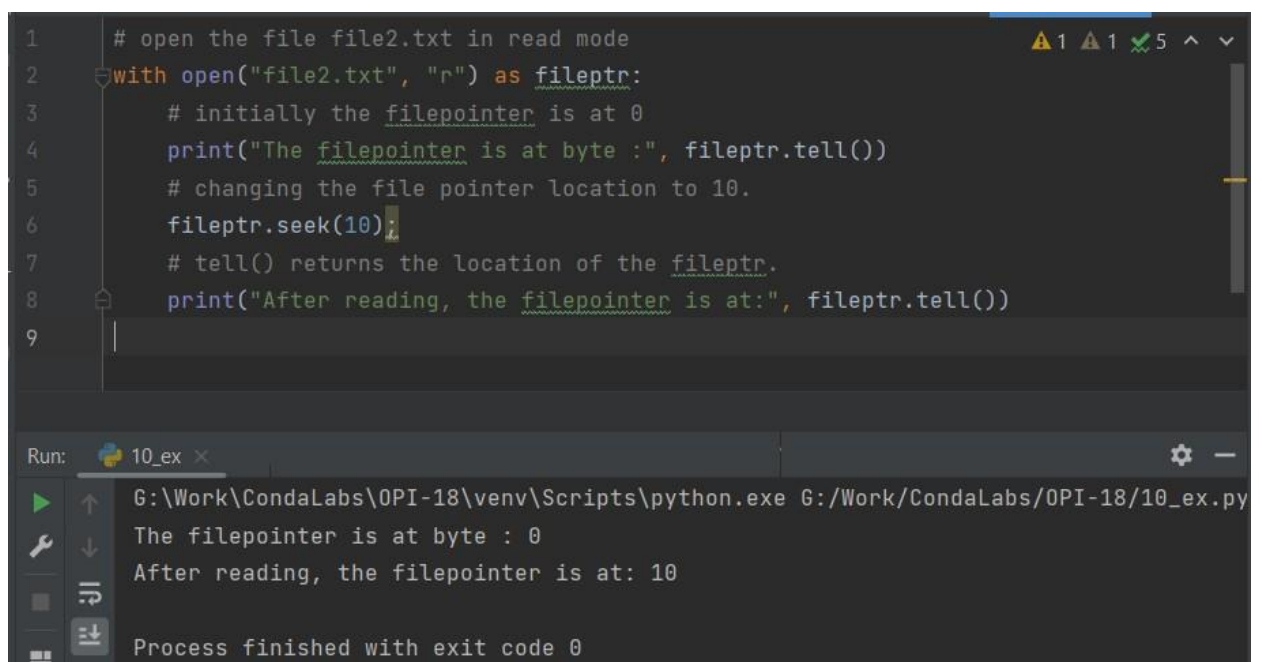 1 # open the file file2.txt in read mode 1 1 5
2 with open("file2.txt", "r") as fileptr:
3     # initially the filepointer is at 0
4     print("The filepointer is at byte :", fileptr.tell())
5     # changing the file pointer location to 10.
6     fileptr.seek(10);
7     # tell() returns the location of the fileptr.
8     print("After reading, the filepointer is at:", fileptr.tell())
9
Run: 10_ex
G:\Work\CondaLabs\OPI-18\venv\Scripts\python.exe G:/Work/CondaLabs/OPI-18/10_ex.py
The filepointer is at byte : 0
After reading, the filepointer is at: 10
Process finished with exit code 0